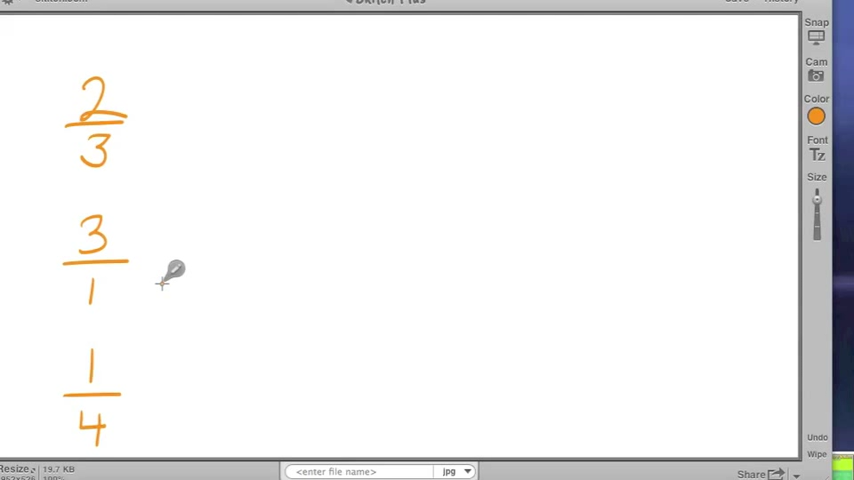 Snap
Cam
Color
Font
Tz
Size
2
3
3
1
1
4
Undo
Wipe
Resize
19.7 KB
<enter file name>
jpg
Share